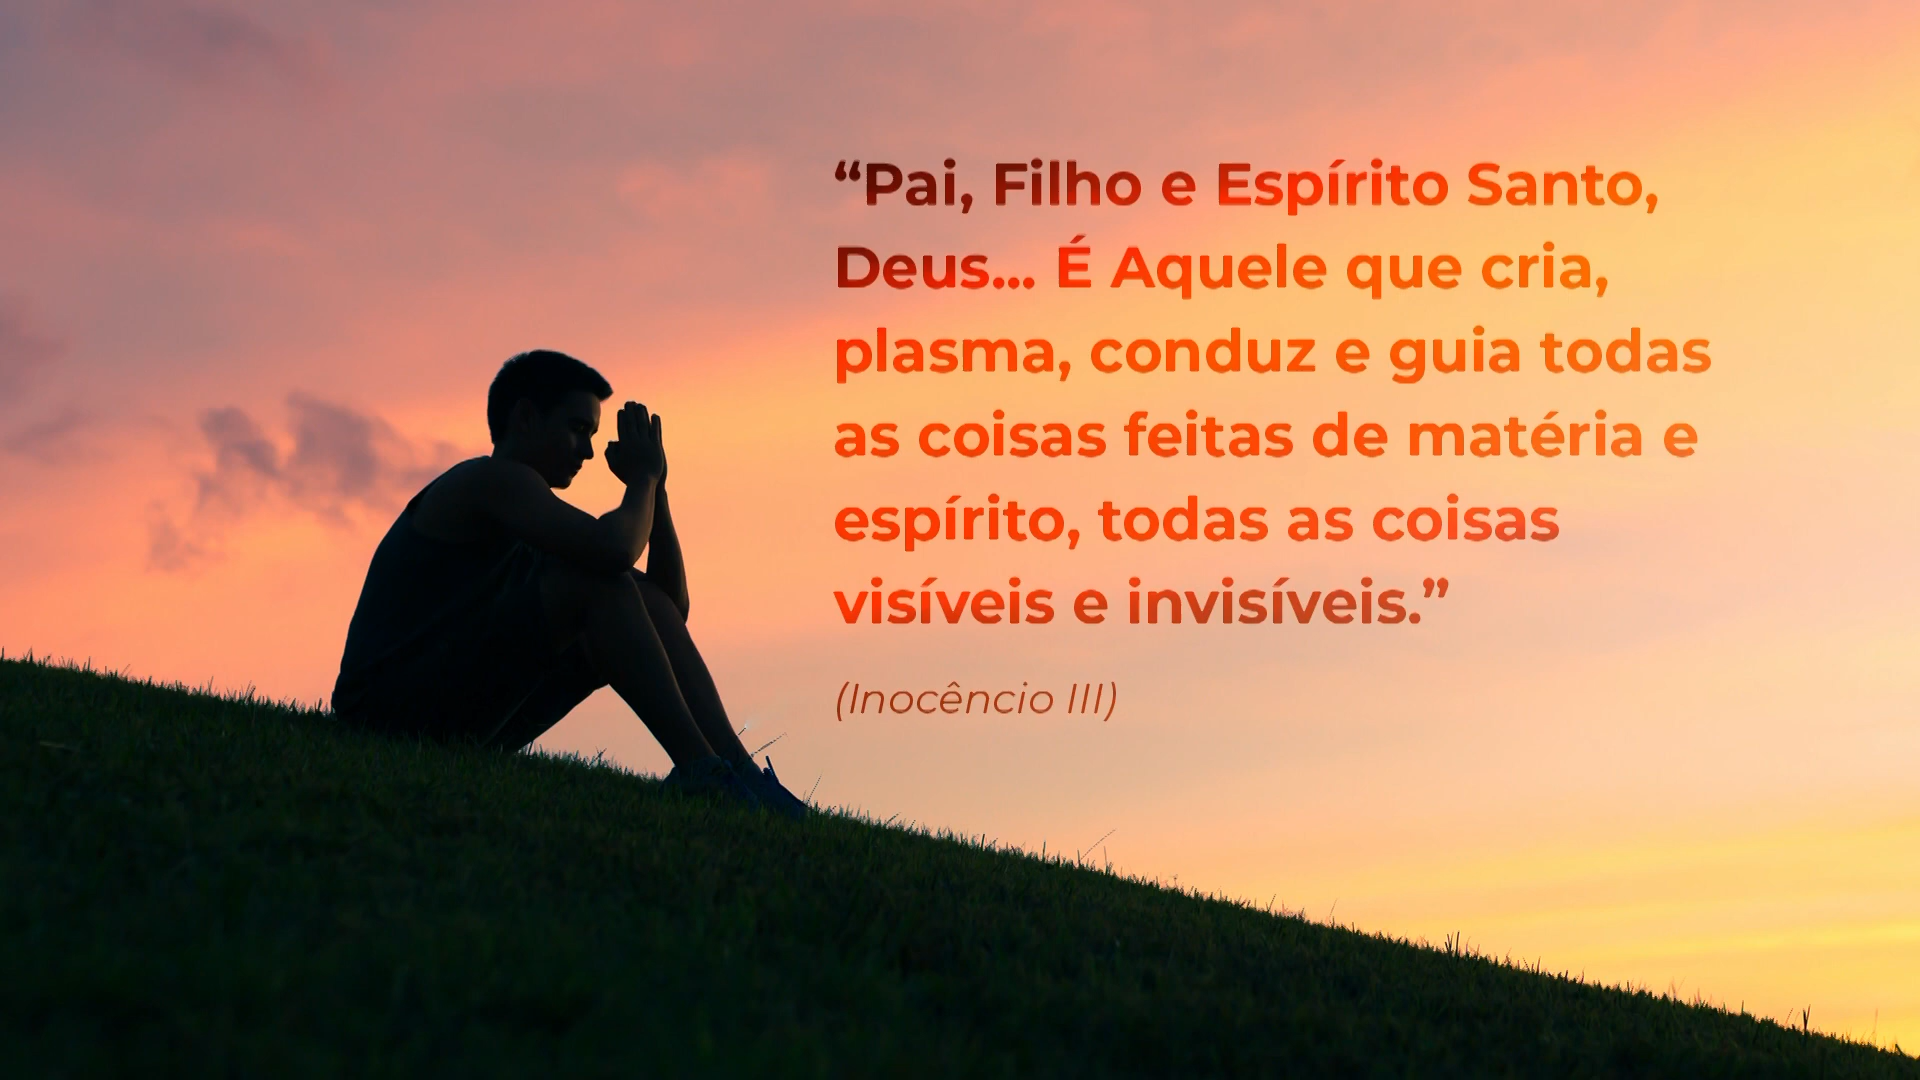 “Pai, Filho e Espírito Santo,
Deus... É Aquele que cria,
plasma, conduz e guia todas
as coisas feitas de matéria e
espírito, todas as coisas
visíveis e invisíveis.”
(Inocêncio III)